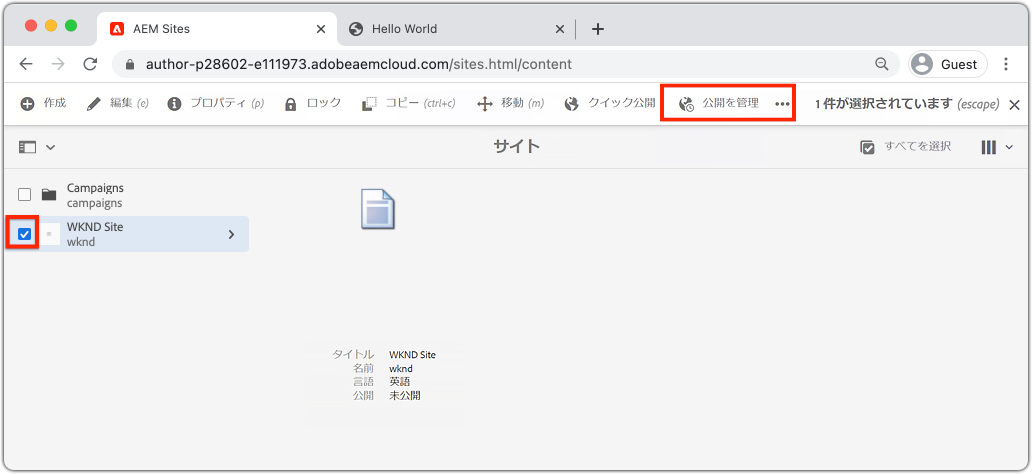 AEM Sites
Hello World
author-p28602-e111973.adobeaemcloud.com/sites.html/content
Guest
作成 編集 (e) プロパティ (p) ロック コピー (ctrl+c) 移動 (m) クイック公開 公開を管理 ••• 1 件が選択されています (escape)
サイト
すべてを選択
Campaigns
campaigns
WKND Site
wknd
タイトル WKND Site
名前 wknd
言語 英語
公開 未公開